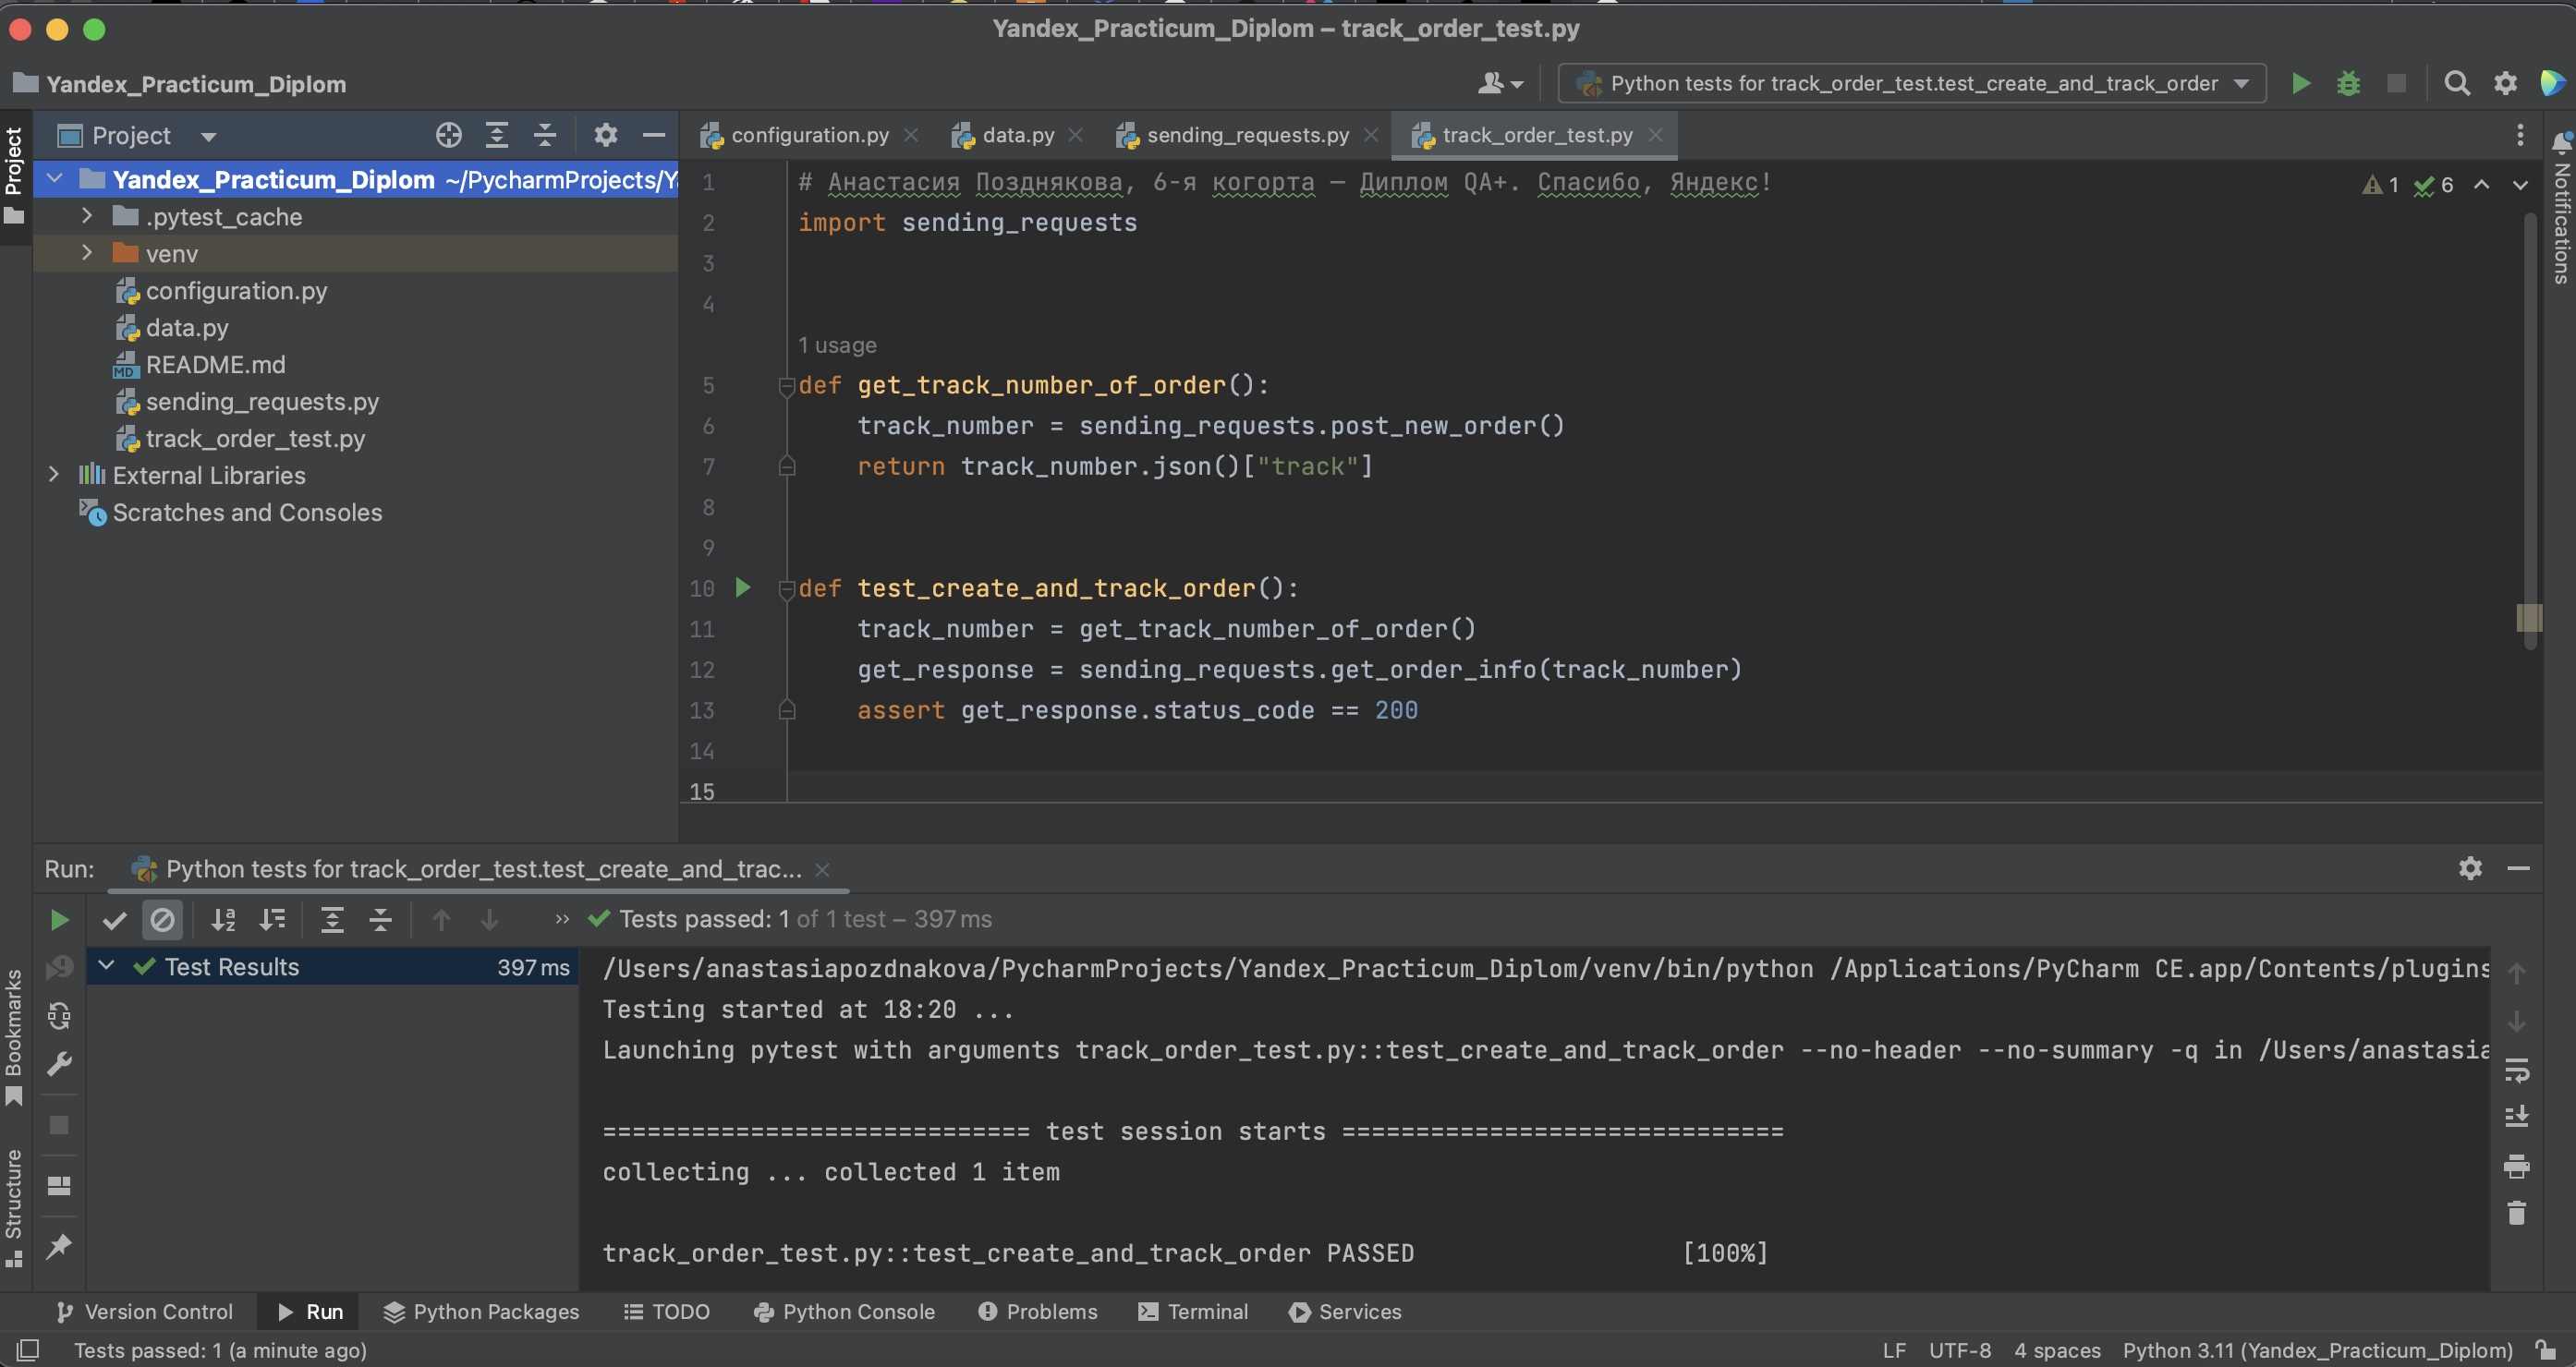 Yandex_Practicum_Diplom – track_order_test.py
Yandex_Practicum_Diplom
Python tests for track_order_test.test_create_and_track_order
Project
Project
Yandex_Practicum_Diplom ~/PycharmProjects/Y
.pytest_cache
venv
configuration.py
data.py
README.md
sending_requests.py
track_order_test.py
External Libraries
Scratches and Consoles
configuration.py
data.py
sending_requests.py
track_order_test.py
1 6
Notifications
1 # Анастасия Позднякова, 6-я когорта — Диплом QA+. Спасибо, Яндекс!
2 import sending_requests
3
4
1 usage
5 def get_track_number_of_order():
6 track_number = sending_requests.post_new_order()
7 return track_number.json()["track"]
8
9
10 def test_create_and_track_order():
11 track_number = get_track_number_of_order()
12 get_response = sending_requests.get_order_info(track_number)
13 assert get_response.status_code == 200
14
15
Run: Python tests for track_order_test.test_create_and_trac...
Tests passed: 1 of 1 test – 397 ms
Test Results 397 ms
/Users/anastasiapozdnakova/PycharmProjects/Yandex_Practicum_Diplom/venv/bin/python /Applications/PyCharm CE.app/Contents/plugins
Testing started at 18:20 ...
Launching pytest with arguments track_order_test.py::test_create_and_track_order --no-header --no-summary -q in /Users/anastasia
============================= test session starts ==============================
collecting ... collected 1 item
track_order_test.py::test_create_and_track_order PASSED [100%]
Bookmarks
Structure
Version Control
Run
Python Packages
TODO
Python Console
Problems
Terminal
Services
Tests passed: 1 (a minute ago)
LF UTF-8 4 spaces Python 3.11 (Yandex_Practicum_Diplom)